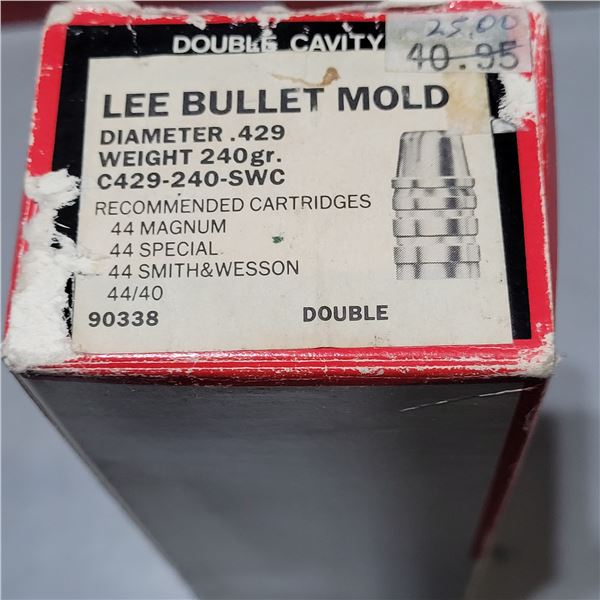 DOUBLE CAVITY
25.00
40.95
LEE BULLET MOLD
DIAMETER .429
WEIGHT 240gr.
C429-240-SWC
RECOMMENDED CARTRIDGES
44 MAGNUM
44 SPECIAL
44 SMITH&WESSON
44/40
90338 DOUBLE